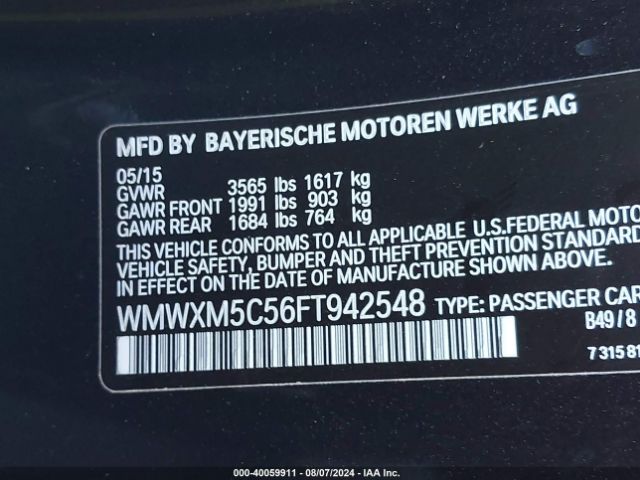 MFD BY BAYERISCHE MOTOREN WERKE AG
05/15
GVWR 3565 lbs 1617 kg
GAWR FRONT 1991 lbs 903 kg
GAWR REAR 1684 lbs 764 kg
THIS VEHICLE CONFORMS TO ALL APPLICABLE U.S.FEDERAL MOTO
VEHICLE SAFETY, BUMPER AND THEFT PREVENTION STANDARD
IN EFFECT ON THE DATE OF MANUFACTURE SHOWN ABOVE.
WMWXM5C56FT942548 TYPE: PASSENGER CAR
B49/8
7 315 81
000-40059911 - 08/07/2024 - IAA Inc.